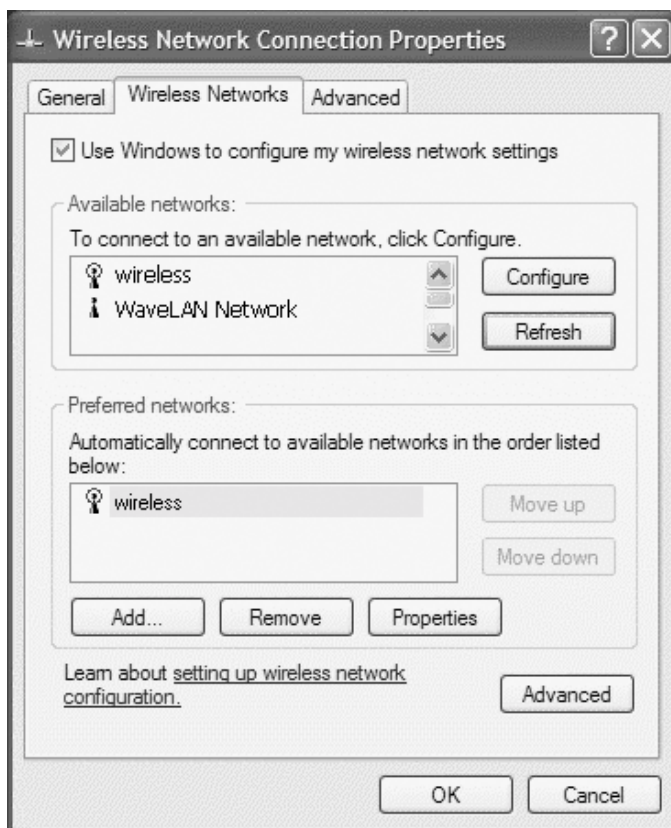 Wireless Network Connection Properties
General Wireless Networks Advanced
Use Windows to configure my wireless network settings
Available networks:
To connect to an available network, click Configure.
wireless
WaveLAN Network
Configure
Refresh
Preferred networks:
Automatically connect to available networks in the order listed
below:
wireless
Move up
Move down
Add... Remove Properties
Learn about setting up wireless network
configuration.
Advanced
OK Cancel